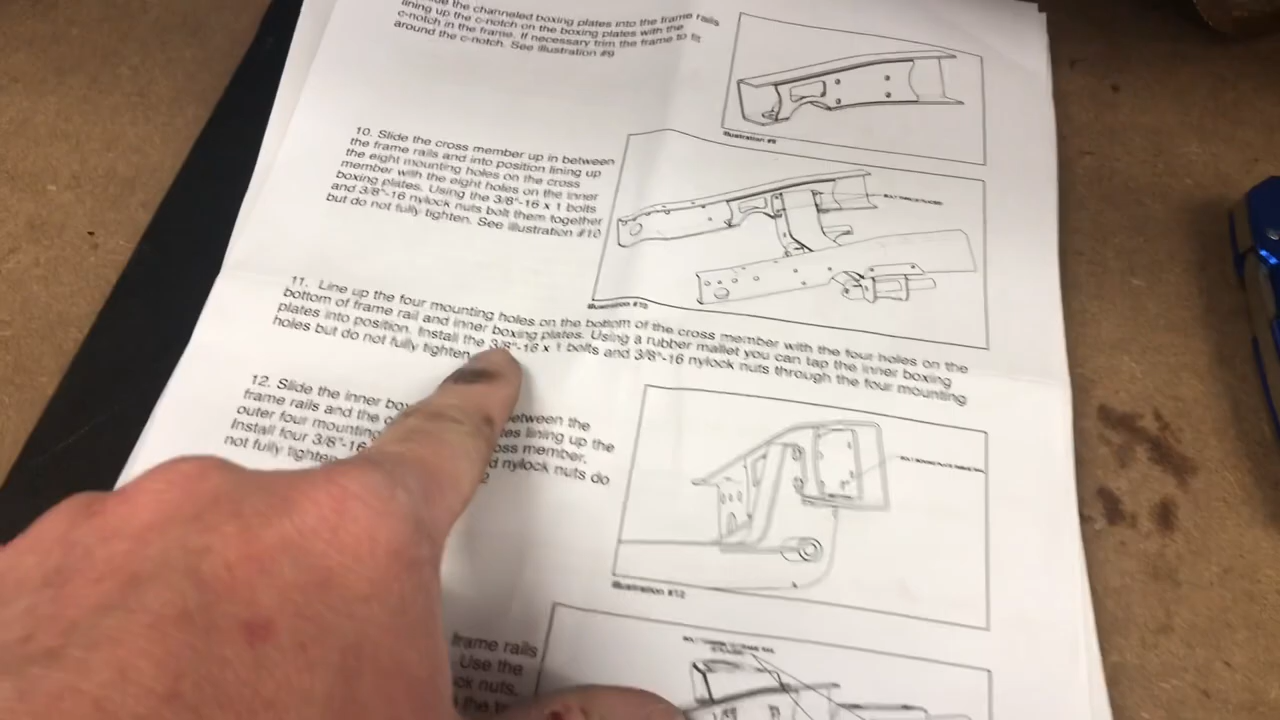 the channeled boxing plates into the frame rails
lining up the c-notch on the boxing plates with the
c-notch in the frame. If necessary trim the frame to fit
around the c-notch. See illustration #9
Illustration #9
10. Slide the cross member up in between
the frame rails and into position lining up
the eight mounting holes on the cross
member with the eight holes on the inner
boxing plates. Using the 3/8"-16 x 1 bolts
and 3/8"-16 nylock nuts bolt them together
but do not fully tighten. See illustration #10
Illustration #10
11. Line up the four mounting holes on the bottom of the cross member with the four holes on the
bottom of frame rail and inner boxing plates. Using a rubber mallet you can tap the inner boxing
plates into position. Install the 3/8"-16 x 1 bolts and 3/8"-16 nylock nuts through the four mounting
holes but do not fully tighten
12. Slide the inner between the
frame rails and the lining up the
outer four mounting member.
Install four 3/8"-16 nylock nuts do
not fully tighten
Illustration #12
frame rails
Use the
nuts.
the